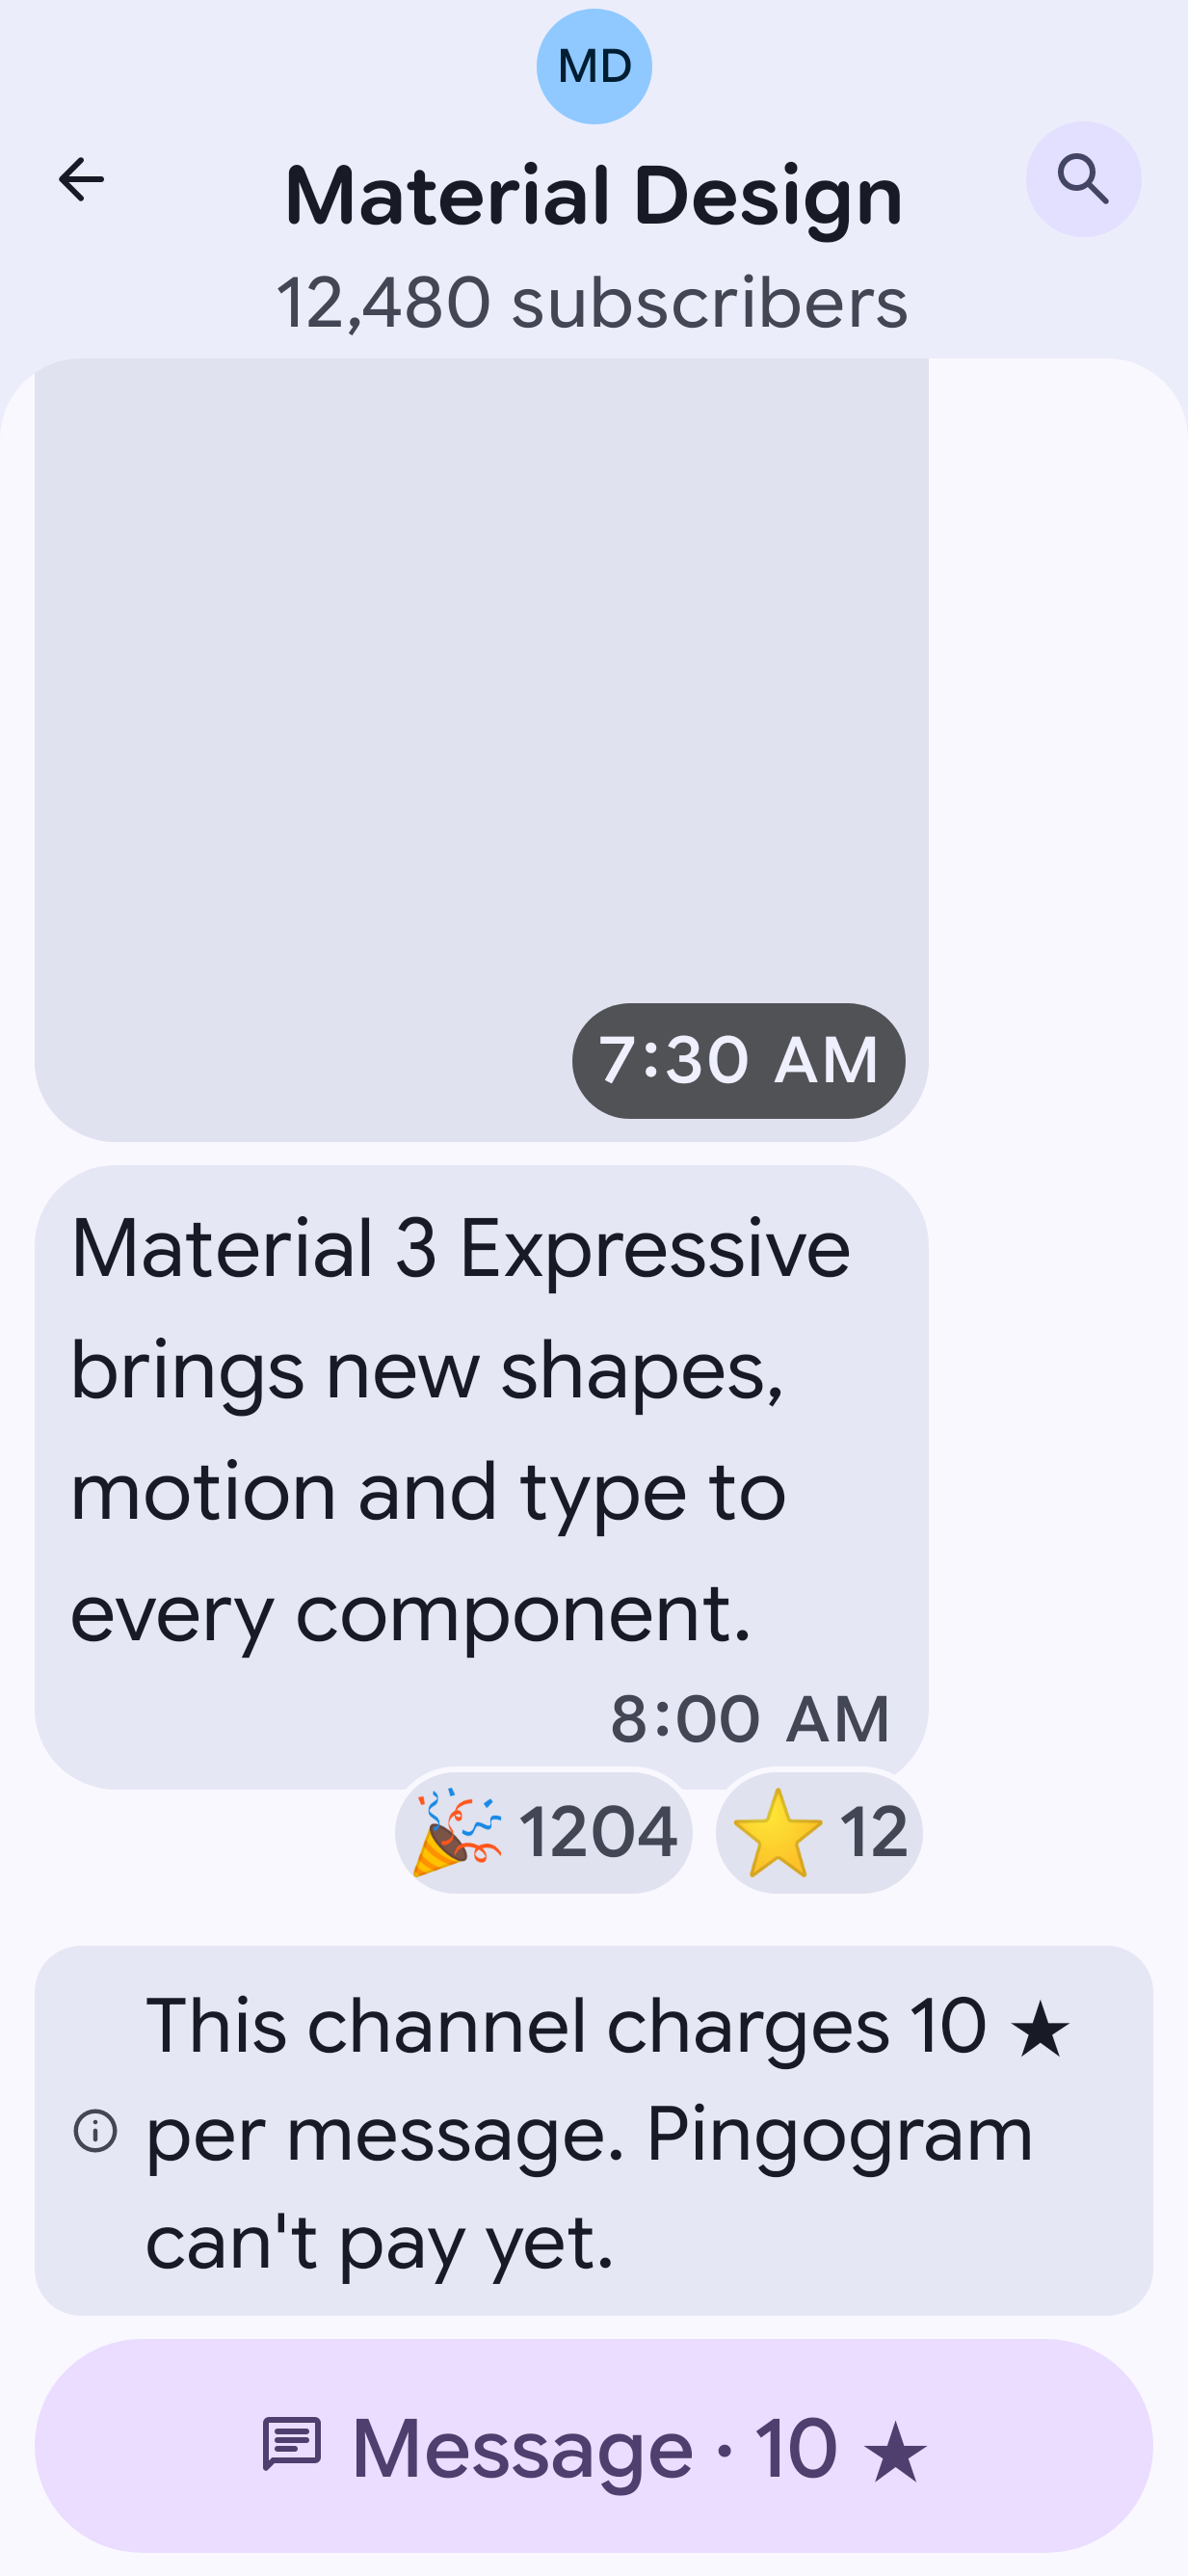 MD
Material Design
12,480 subscribers
7:30 AM
Material 3 Expressive
brings new shapes,
motion and type to
every component.
8:00 AM
🎉 1204 ⭐ 12
This channel charges 10 ★
per message. Pingogram
can't pay yet.
Message · 10 ★